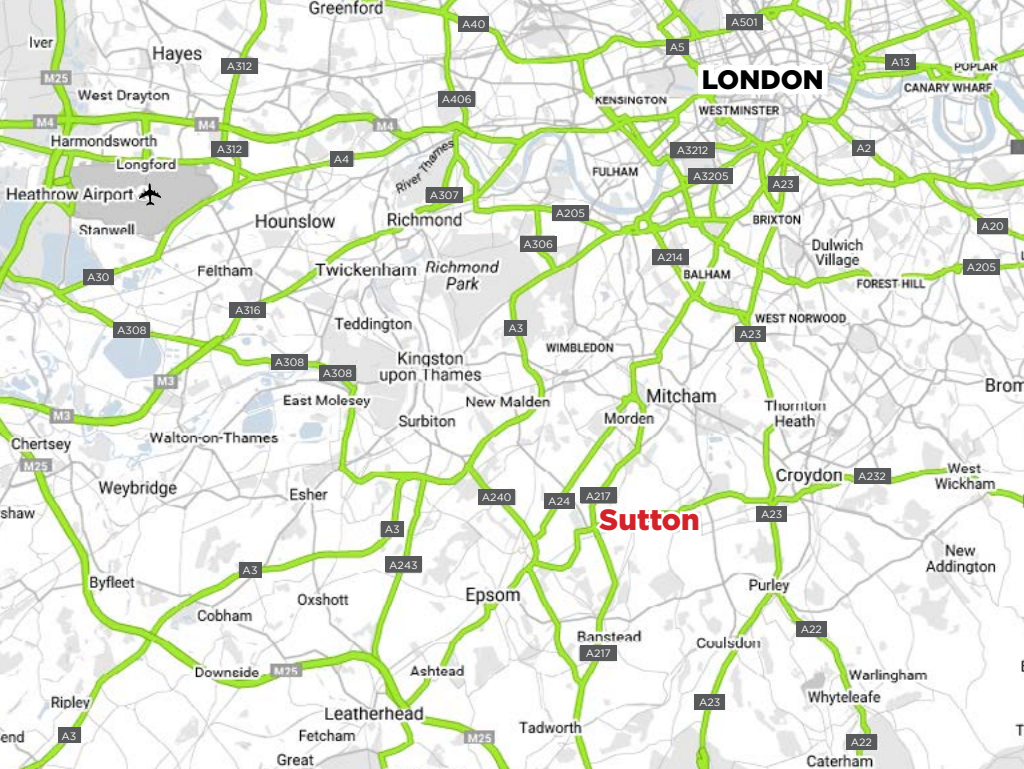 Greenford
A40
A501
Iver
Hayes
A5
A312
A13
POPLAR
M25
LONDON
CANARY WHARF
West Drayton
A406
KENSINGTON
WESTMINSTER
M4
M4
M4
Harmondsworth
A312
A4
A3212
A2
Longford
River Thames
FULHAM
A3205
A23
Heathrow Airport
A307
Stanwell
Hounslow
Richmond
A205
BRIXTON
A20
A306
Dulwich
Village
A30
Feltham
Twickenham
Richmond
Park
A214
BALHAM
A205
FOREST HILL
A316
A308
Teddington
A3
WEST NORWOOD
A23
A308
A308
Kingston
upon Thames
WIMBLEDON
M3
East Molesey
New Malden
Mitcham
Brom
M3
Surbiton
Morden
Thornton
Heath
Chertsey
Walton-on-Thames
M25
Croydon
A232
West
Wickham
Weybridge
Esher
A240
A24
A217
shaw
A3
Sutton
A23
A3
A243
New
Addington
Byfleet
Oxshott
Epsom
Purley
Cobham
A22
Banstead
A217
Coulsdon
Downside
M25
Ashtead
Warlingham
Ripley
A23
Whyteleafe
Leatherhead
end
A3
Fetcham
M25
Tadworth
A22
Great
Caterham